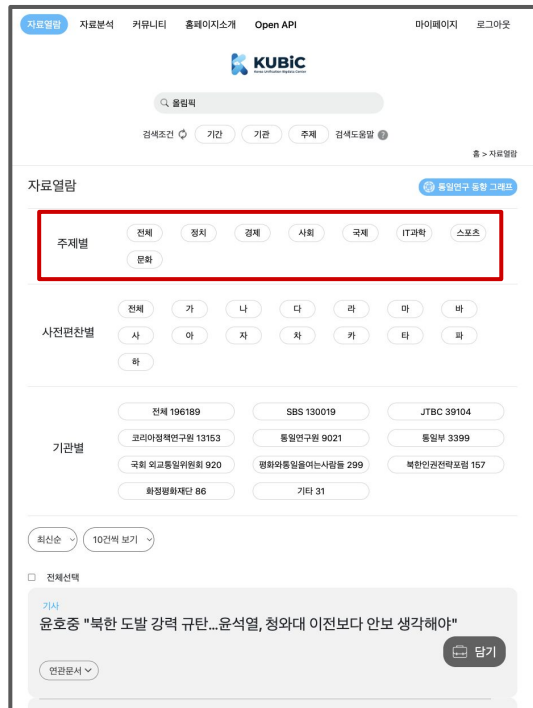 자료열람 자료분석 커뮤니티 홈페이지소개 Open API 마이페이지 로그아웃
KUBiC
Korea Unification Bigdata Center
올림픽
검색조건 기간 기관 주제 검색도움말 ?
홈 > 자료열람
자료열람 통일연구 동향 그래프
주제별 전체 정치 경제 사회 국제 IT과학 스포츠
문화
사전편찬별 전체 가 나 다 라 마 바
사 아 자 차 카 타 파
하
기관별 전체 196189 SBS 130019 JTBC 39104
코리아정책연구원 13153 통일연구원 9021 통일부 3399
국회 외교통일위원회 920 평화와통일을여는사람들 299 북한인권전략포럼 157
화정평화재단 86 기타 31
최신순 10건씩 보기
전체선택
기사
윤호중 "북한 도발 강력 규탄...윤석열, 청와대 이전보다 안보 생각해야"
담기
연관문서